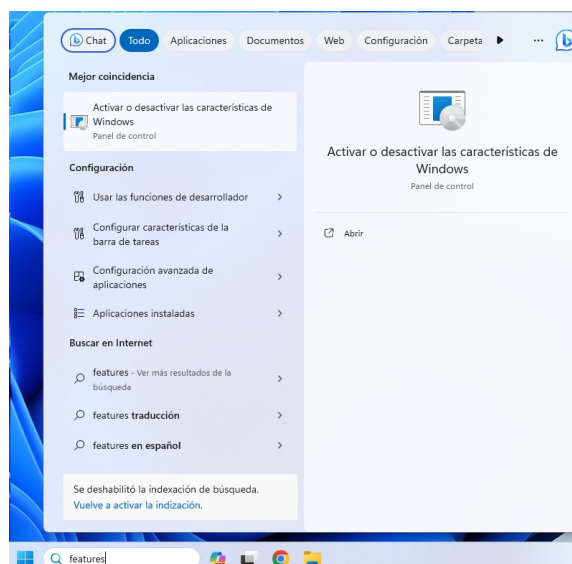 Chat Todo Aplicaciones Documentos Web Configuración Carpeta ...
Mejor coincidencia
Activar o desactivar las características de
Windows
Panel de control
Configuración
Usar las funciones de desarrollador
Configurar características de la
barra de tareas
Configuración avanzada de
aplicaciones
Aplicaciones instaladas
Buscar en Internet
features - Ver más resultados de la
búsqueda
features traducción
features en español
Se deshabilitó la indexación de búsqueda.
Vuelve a activar la indización.
Activar o desactivar las características de
Windows
Panel de control
Abrir
features